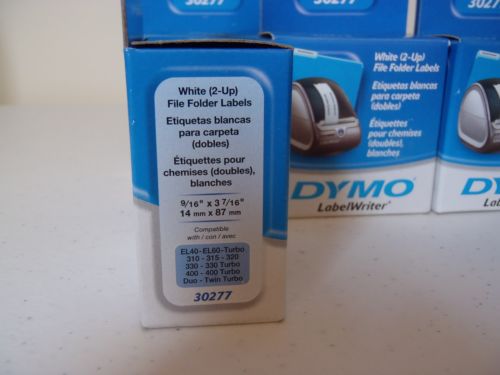 30277
30277
White (2-Up)
File Folder Labels
Etiquetas blancas
para carpeta
(dobles)
Étiquettes pour
chemises (doubles),
blanches
9/16" x 3 7/16"
14 mm x 87 mm
Compatible
with / con / avec
EL40-EL60-Turbo
310 - 315 - 320
330 - 330 Turbo
400 - 400 Turbo
Duo - Twin Turbo
30277
White (2-Up)
File Folder Labels
Etiquetas blancas
para carpeta
(dobles)
Étiquettes pour
chemises
(doubles),
blanches
DYMO
LabelWriter
DY
La